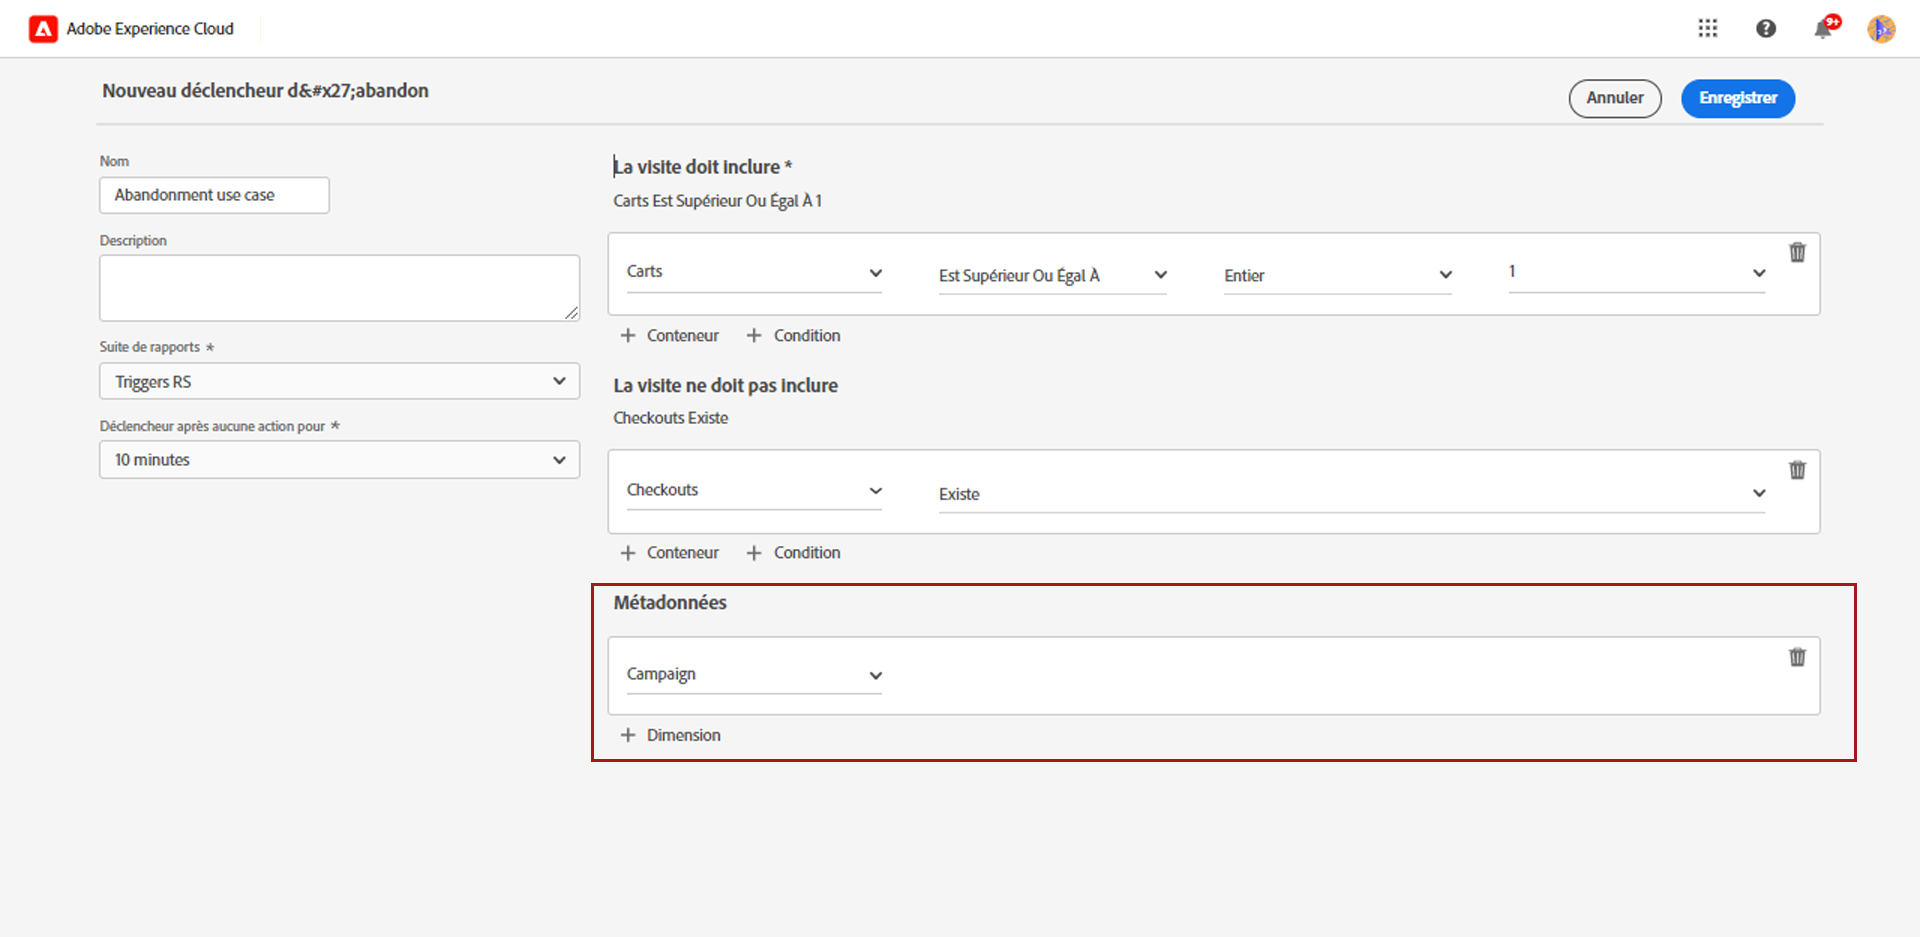 Adobe Experience Cloud
9+
Nouveau déclencheur d&#x27;abandon
Annuler
Enregistrer
Nom
Abandonment use case
Description
Suite de rapports *
Triggers RS
Déclencheur après aucune action pour *
10 minutes
La visite doit inclure *
Carts Est Supérieur Ou Égal À 1
Carts
Est Supérieur Ou Égal À
Entier
1
+ Conteneur
+ Condition
La visite ne doit pas inclure
Checkouts Existe
Checkouts
Existe
+ Conteneur
+ Condition
Métadonnées
Campaign
+ Dimension